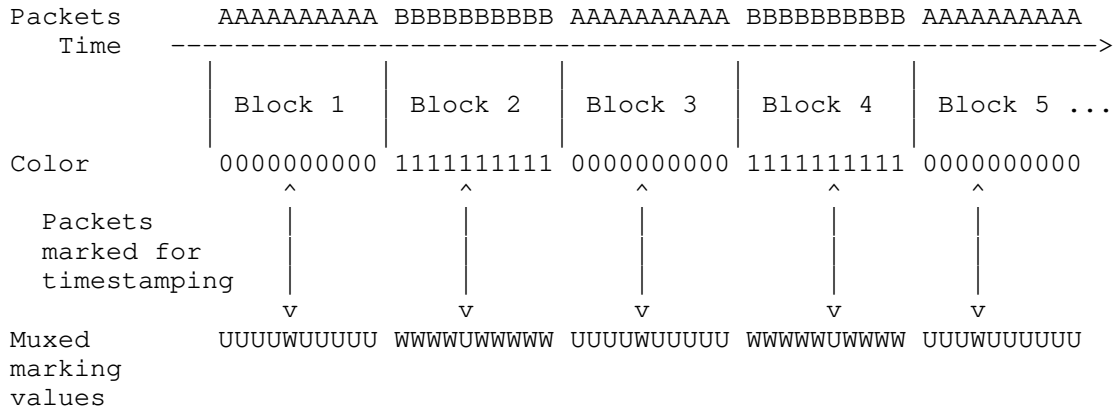 Packets AAAAAAAAAA BBBBBBBBBB AAAAAAAAAA BBBBBBBBBB AAAAAAAAAA
Time ---------------------------------------------------------->
| | | | |
| Block 1 | Block 2 | Block 3 | Block 4 | Block 5 ...
| | | | |
Color 0000000000 1111111111 0000000000 1111111111 0000000000
^ ^ ^ ^ ^
Packets | | | | |
marked for | | | | |
timestamping | | | | |
v v v v v
Muxed UUUUWUUUUU WWWWUWWWWW UUUUWUUUUU WWWWWUWWWW UUUWUUUUUU
marking
values